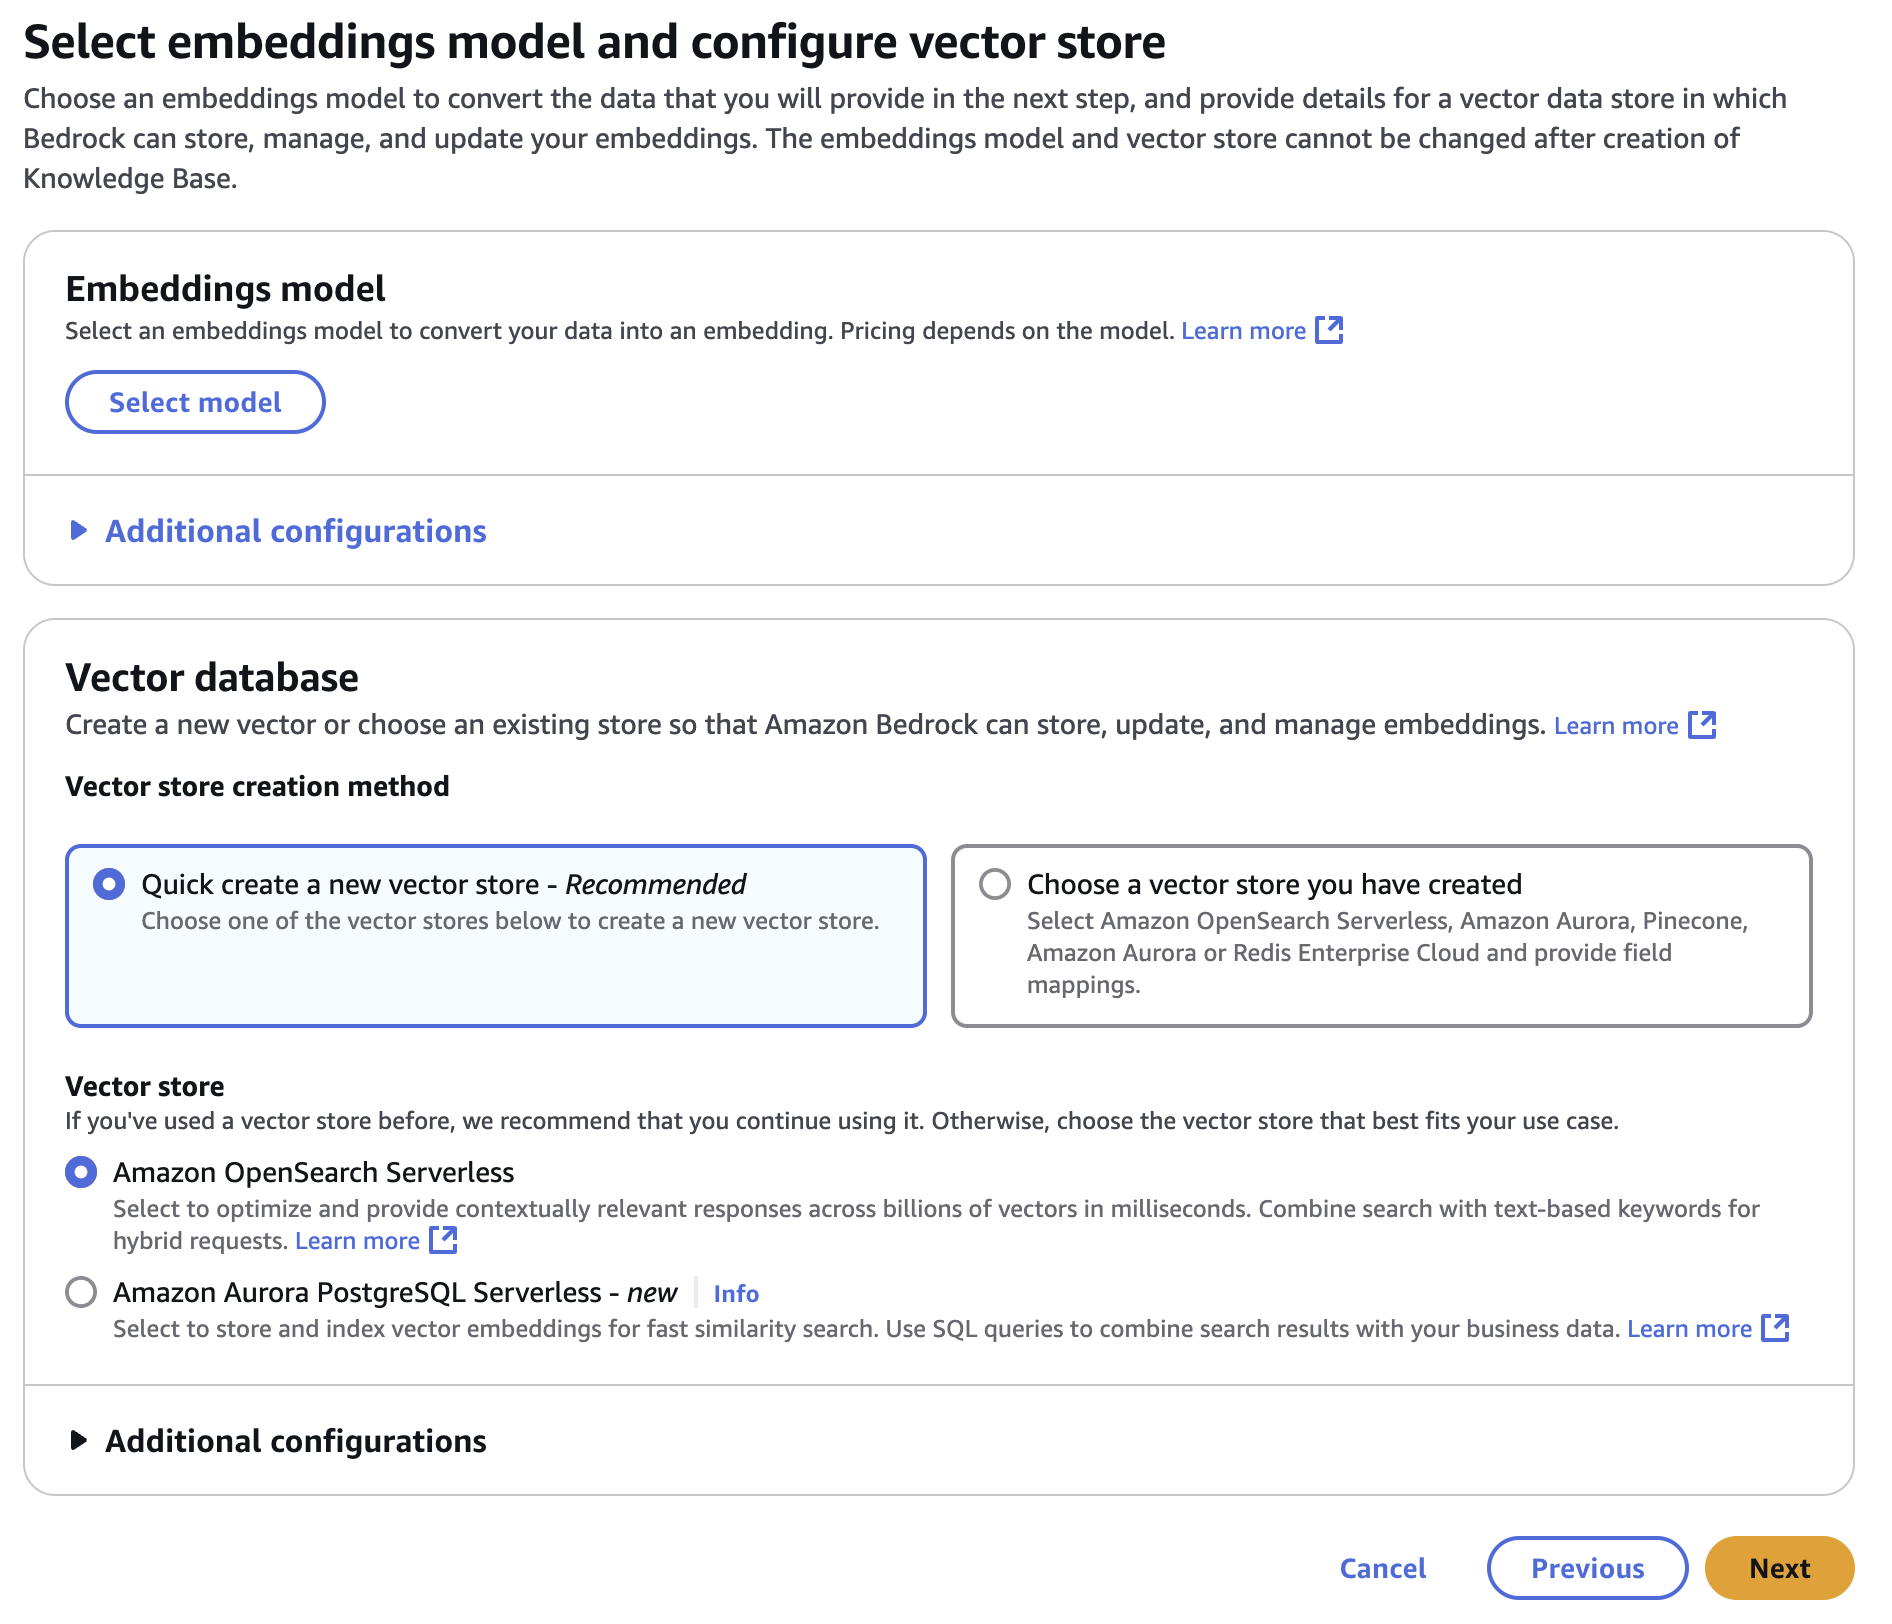 Select embeddings model and configure vector store
Choose an embeddings model to convert the data that you will provide in the next step, and provide details for a vector data store in which
Bedrock can store, manage, and update your embeddings. The embeddings model and vector store cannot be changed after creation of
Knowledge Base.
Embeddings model
Select an embeddings model to convert your data into an embedding. Pricing depends on the model. Learn more
Select model
Additional configurations
Vector database
Create a new vector or choose an existing store so that Amazon Bedrock can store, update, and manage embeddings. Learn more
Vector store creation method
Quick create a new vector store - Recommended
Choose one of the vector stores below to create a new vector store.
Choose a vector store you have created
Select Amazon OpenSearch Serverless, Amazon Aurora, Pinecone,
Amazon Aurora or Redis Enterprise Cloud and provide field
mappings.
Vector store
If you've used a vector store before, we recommend that you continue using it. Otherwise, choose the vector store that best fits your use case.
Amazon OpenSearch Serverless
Select to optimize and provide contextually relevant responses across billions of vectors in milliseconds. Combine search with text-based keywords for
hybrid requests. Learn more
Amazon Aurora PostgreSQL Serverless - new Info
Select to store and index vector embeddings for fast similarity search. Use SQL queries to combine search results with your business data. Learn more
Additional configurations
Cancel Previous Next